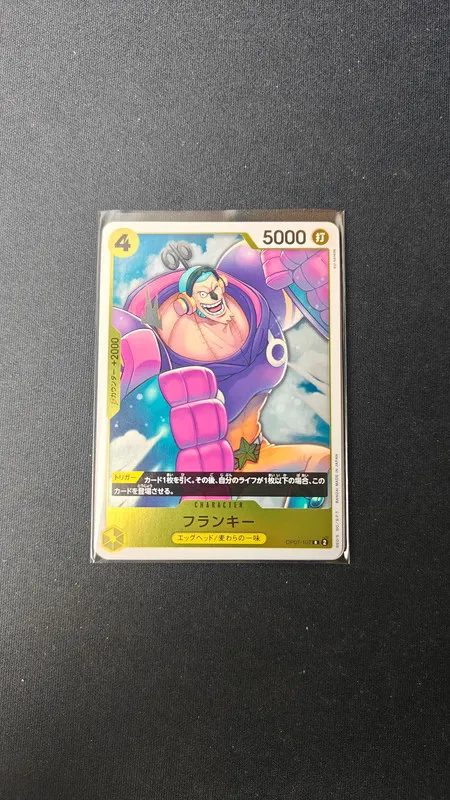 4
5000 打
カウンター+2000
トリガー カード1枚を引く。その後、自分のライフが1枚以下の場合、この
カードを登場させる。
CHARACTER
フランキー
エッグヘッド/麦わらの一味
R 2